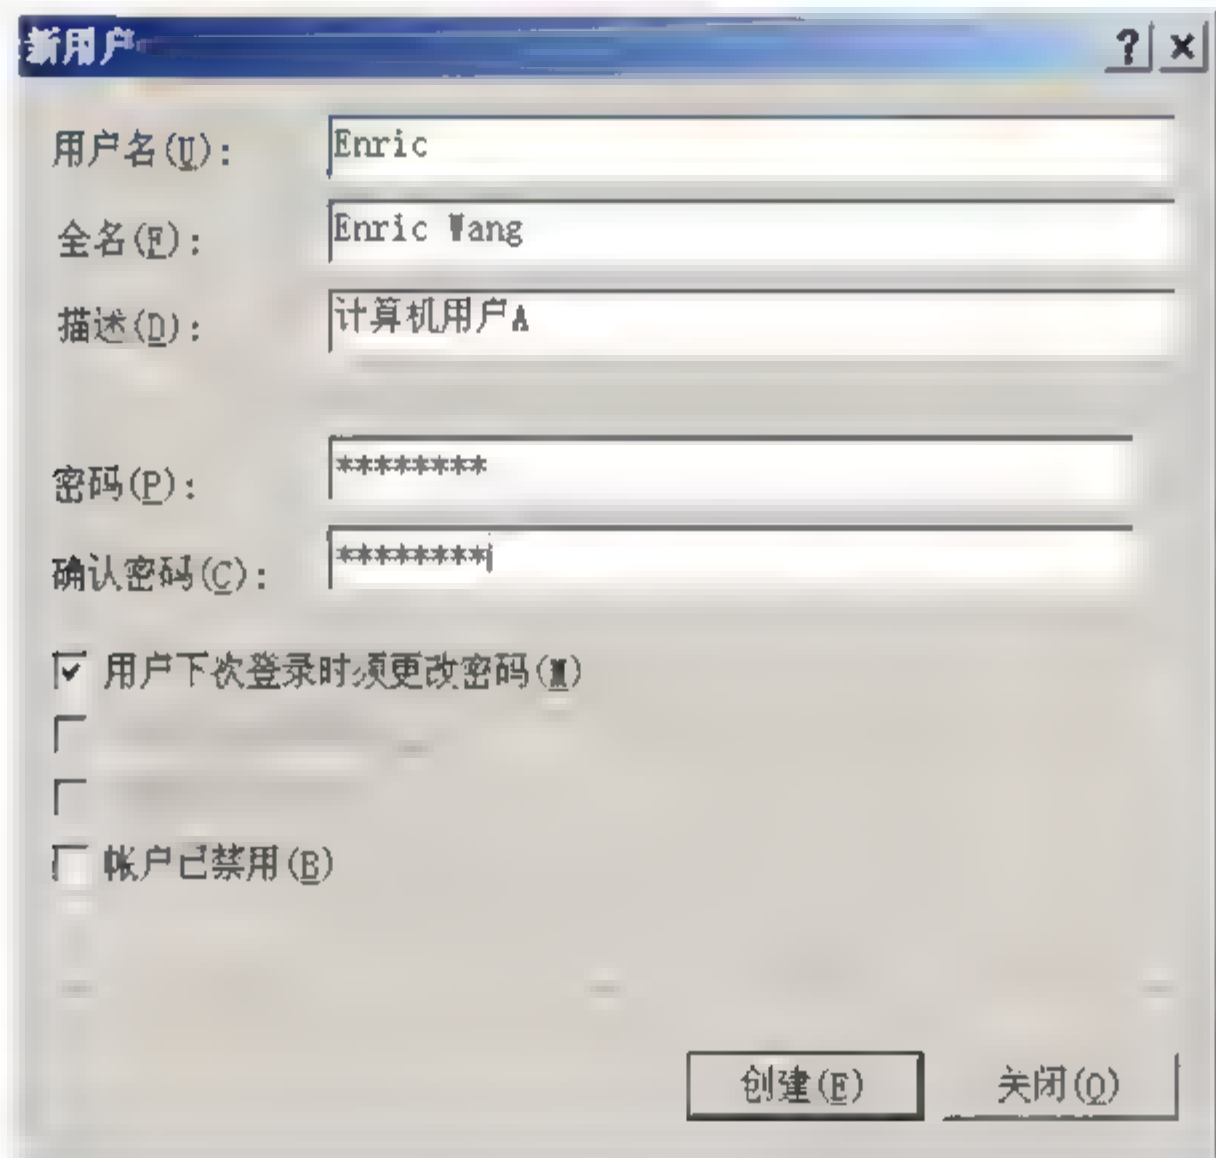 新用户
用户名(U): Enric
全名(F): Enric Wang
描述(D): 计算机用户A
密码(P): ********
确认密码(C): ********
用户下次登录时须更改密码(M)
帐户已禁用(B)
创建(E) 关闭(O)